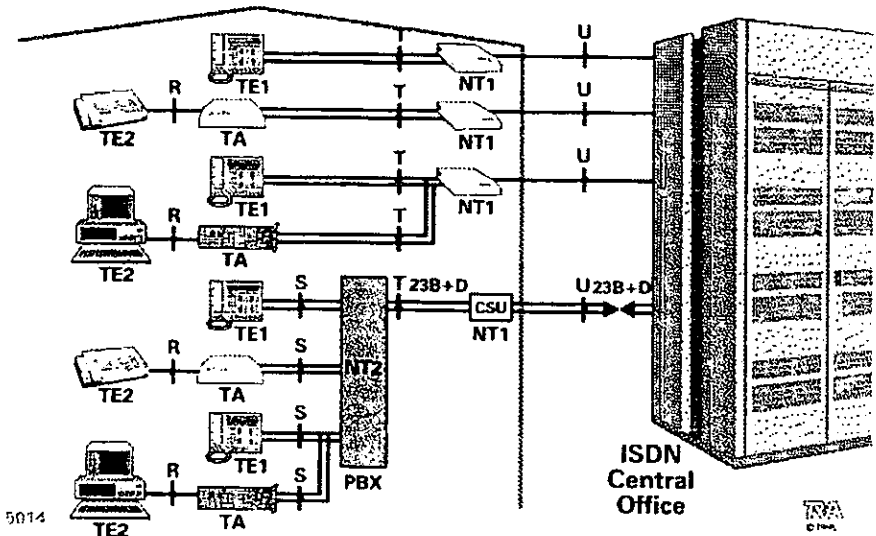 T U
TE1 NT1
R T U
TE2 TA NT1
T U
TE1 NT1
R T
TE2 TA
S T 23B+D U 23B+D
TE1 CSU
NT1
R S NT2
TE2 TA
S
TE1
ISDN
Central
Office
R S PBX
TE2 TA
5014
TRA